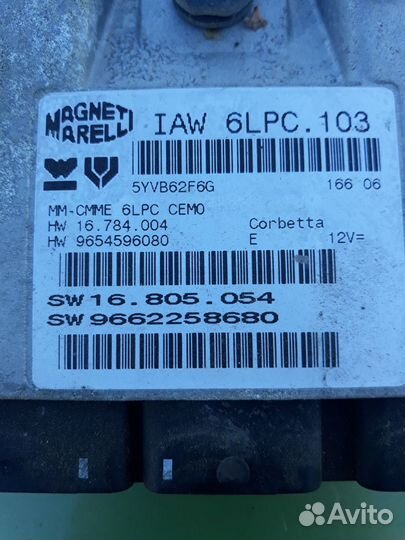 MAGNETI
MARELLI
IAW 6LPC.103
5YVB62F6G 166 06
MM-CMME 6LPC CEM0
HW 16.784.004 Corbetta
HW 9654596080 E 12V=
SW 16.805.054
SW 9662258680
Avito